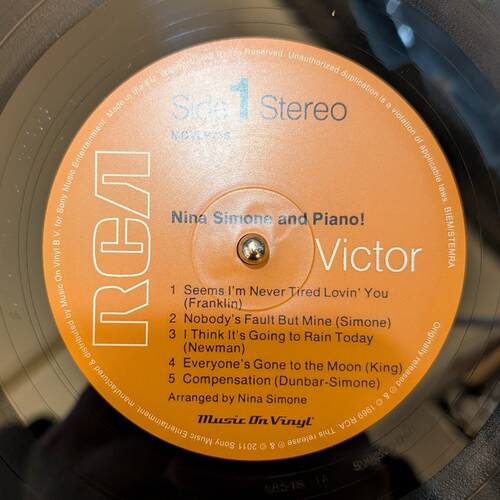 Side 1 Stereo
RCA
Nina Simone and Piano!
Victor
1 Seems I'm Never Tired Lovin' You
(Franklin)
2 Nobody's Fault But Mine (Simone)
3 I Think It's Going to Rain Today
(Newman)
4 Everyone's Gone to the Moon (King)
5 Compensation (Dunbar-Simone)
Arranged by Nina Simone
Music On Vinyl
Reserved. Unauthorized duplication is a violation of applicable laws. BIEM/STEMRA
Originally released ℗ & © 1969 RCA. This release ℗ & © 2011 Sony Music Entertainment, manufactured & distributed by Music On Vinyl B.V. for Sony Music Entertainment. Made in the